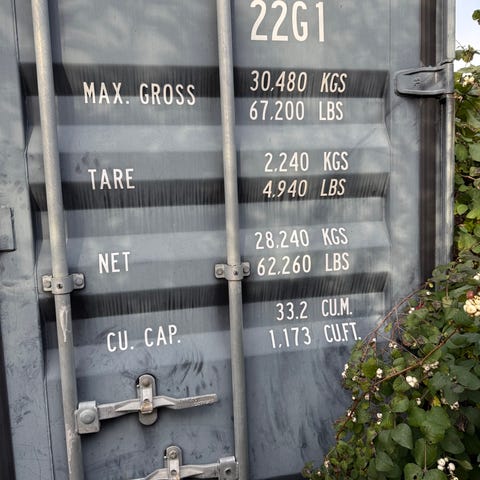 22G1
MAX. GROSS 30.480 KGS
67.200 LBS
TARE 2.240 KGS
4.940 LBS
NET 28.240 KGS
62.260 LBS
CU. CAP. 33.2 CU.M.
1.173 CU.FT.